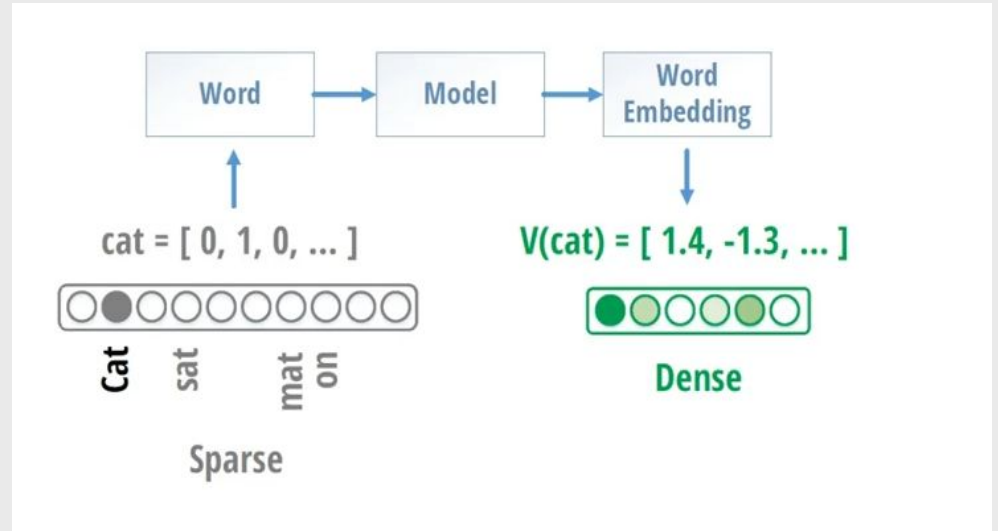 Word
Model
Word
Embedding
cat = [ 0, 1, 0, ... ]
V(cat) = [ 1.4, -1.3, ... ]
Cat
sat
mat
on
Dense
Sparse